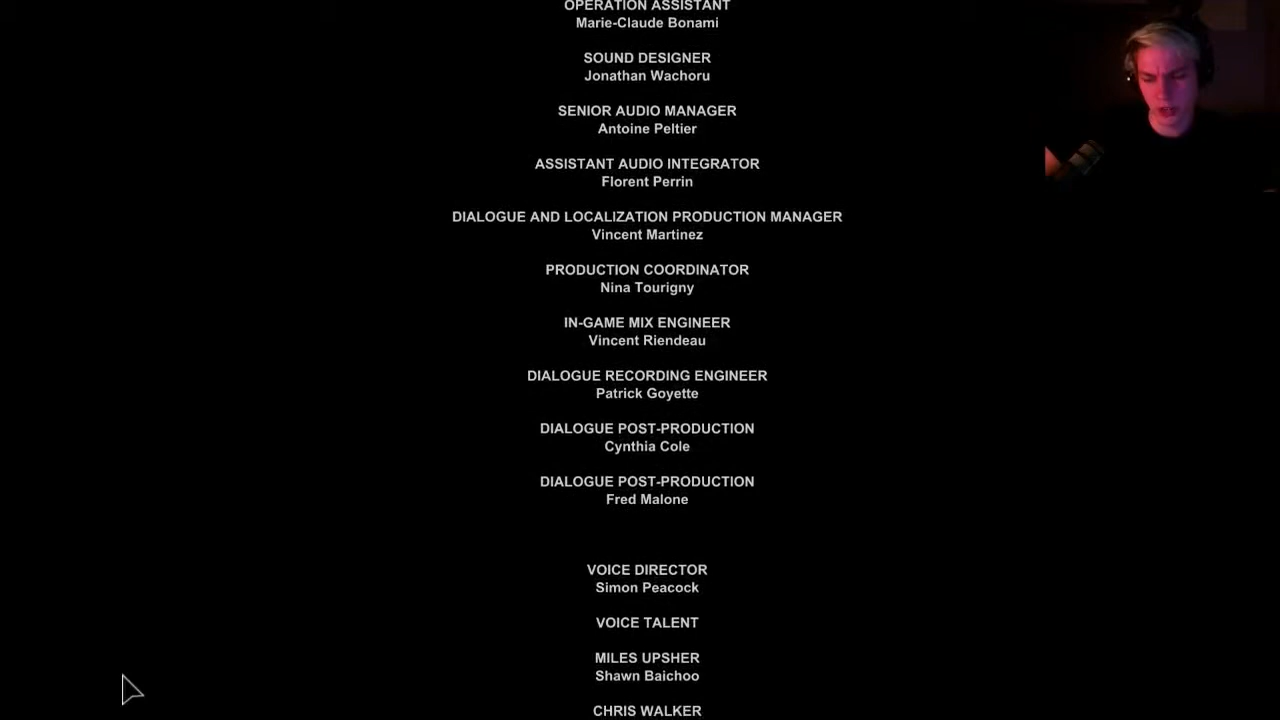 OPERATION ASSISTANT
Marie-Claude Bonami
SOUND DESIGNER
Jonathan Wachoru
SENIOR AUDIO MANAGER
Antoine Peltier
ASSISTANT AUDIO INTEGRATOR
Florent Perrin
DIALOGUE AND LOCALIZATION PRODUCTION MANAGER
Vincent Martinez
PRODUCTION COORDINATOR
Nina Tourigny
IN-GAME MIX ENGINEER
Vincent Riendeau
DIALOGUE RECORDING ENGINEER
Patrick Goyette
DIALOGUE POST-PRODUCTION
Cynthia Cole
DIALOGUE POST-PRODUCTION
Fred Malone
VOICE DIRECTOR
Simon Peacock
VOICE TALENT
MILES UPSHER
Shawn Baichoo
CHRIS WALKER